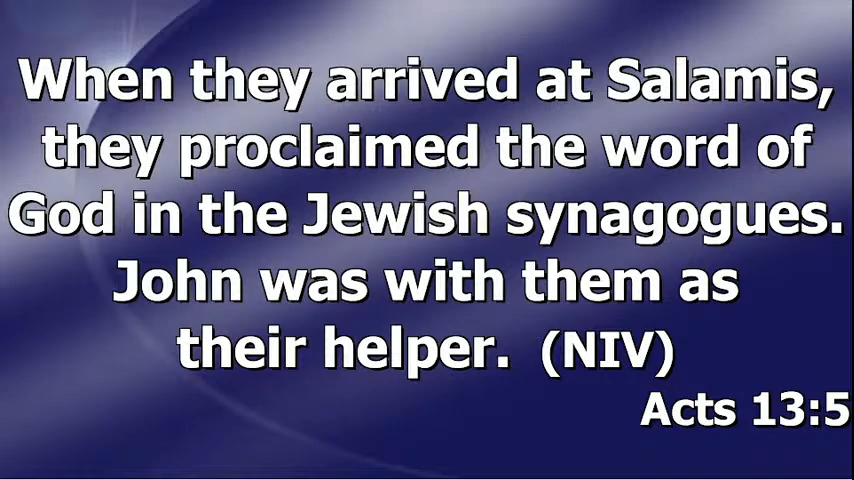 When they arrived at Salamis,
they proclaimed the word of
God in the Jewish synagogues.
John was with them as
their helper. (NIV)
Acts 13:5